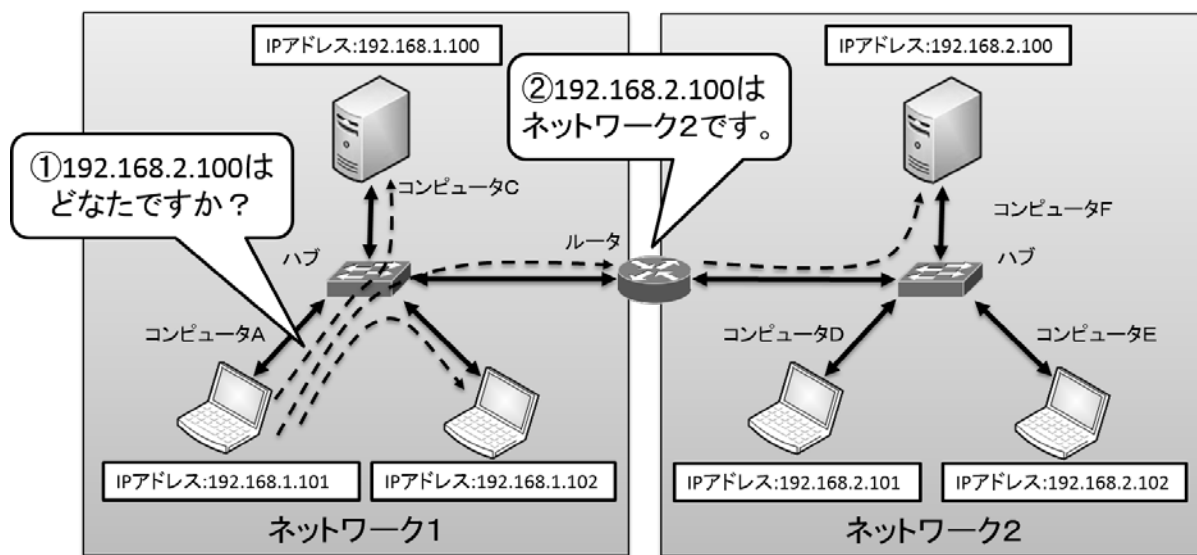 IPアドレス:192.168.1.100
IPアドレス:192.168.2.100
①192.168.2.100は
どなたですか？
②192.168.2.100は
ネットワーク２です。
コンピュータC
コンピュータF
ハブ
ルータ
ハブ
コンピュータA
コンピュータD
コンピュータE
IPアドレス:192.168.1.101
IPアドレス:192.168.1.102
IPアドレス:192.168.2.101
IPアドレス:192.168.2.102
ネットワーク1
ネットワーク2